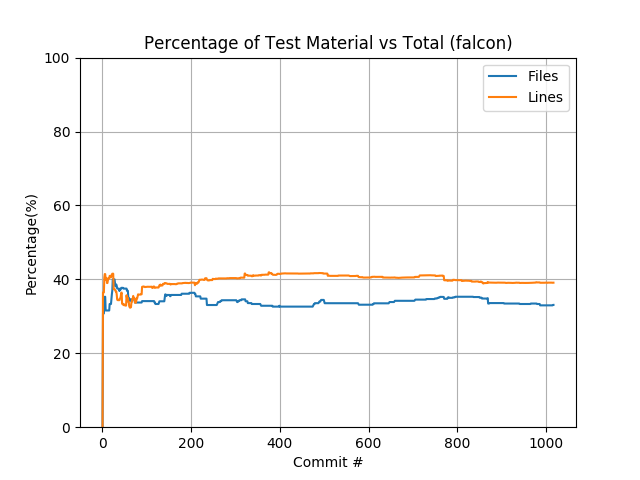 Percentage of Test Material vs Total (falcon)
Files
Lines
100
80
60
40
20
0
Percentage(%)
0 200 400 600 800 1000
Commit #